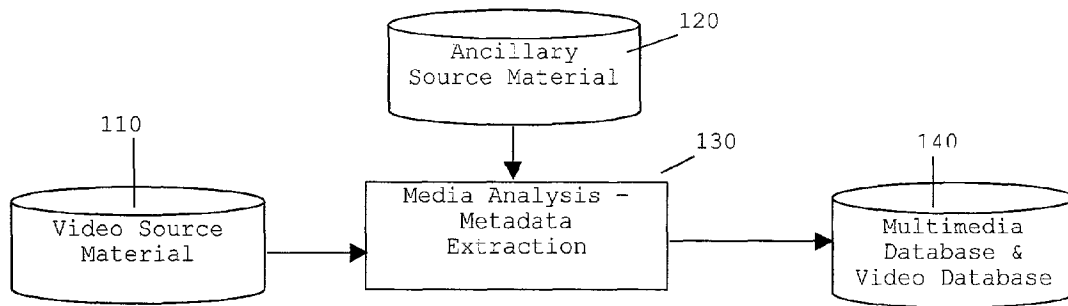 120
Ancillary
Source Material
110
130
140
Video Source
Material
Media Analysis –
Metadata
Extraction
Multimedia
Database &
Video Database